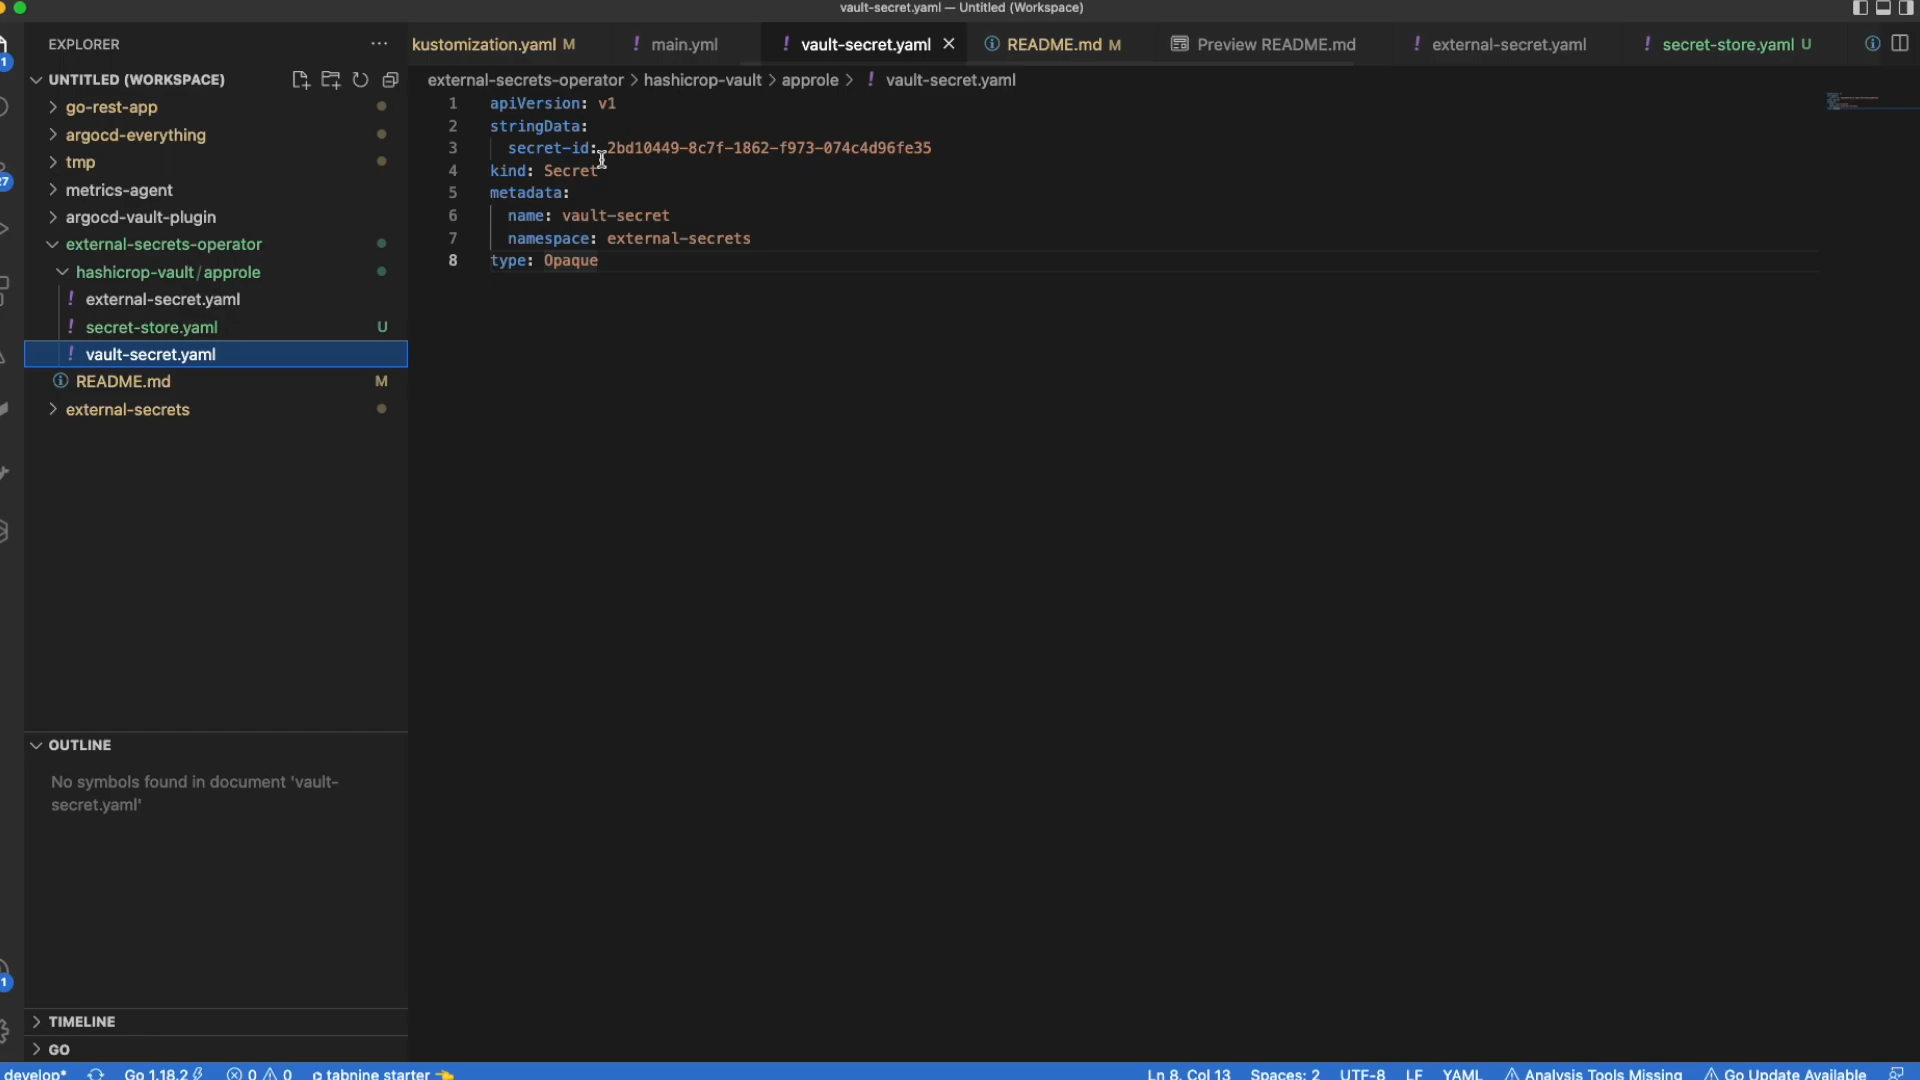 vault-secret.yaml — Untitled (Workspace)
EXPLORER
UNTITLED (WORKSPACE)
go-rest-app
argocd-everything
tmp
metrics-agent
argocd-vault-plugin
external-secrets-operator
hashicrop-vault / approle
external-secret.yaml
secret-store.yaml U
vault-secret.yaml
README.md M
external-secrets
OUTLINE
No symbols found in document 'vault-
secret.yaml'
TIMELINE
GO
kustomization.yaml M
main.yml
vault-secret.yaml
README.md M
Preview README.md
external-secret.yaml
secret-store.yaml U
external-secrets-operator > hashicrop-vault > approle > ! vault-secret.yaml
1 apiVersion: v1
2 stringData:
3 secret-id: 2bd10449-8c7f-1862-f973-074c4d96fe35
4 kind: Secret
5 metadata:
6 name: vault-secret
7 namespace: external-secrets
8 type: Opaque
1
27
1
develop* Go 1.18.2 0 0 tabnine starter Ln 8, Col 13 Spaces: 2 UTF-8 LF YAML Analysis Tools Missing Go Update Available